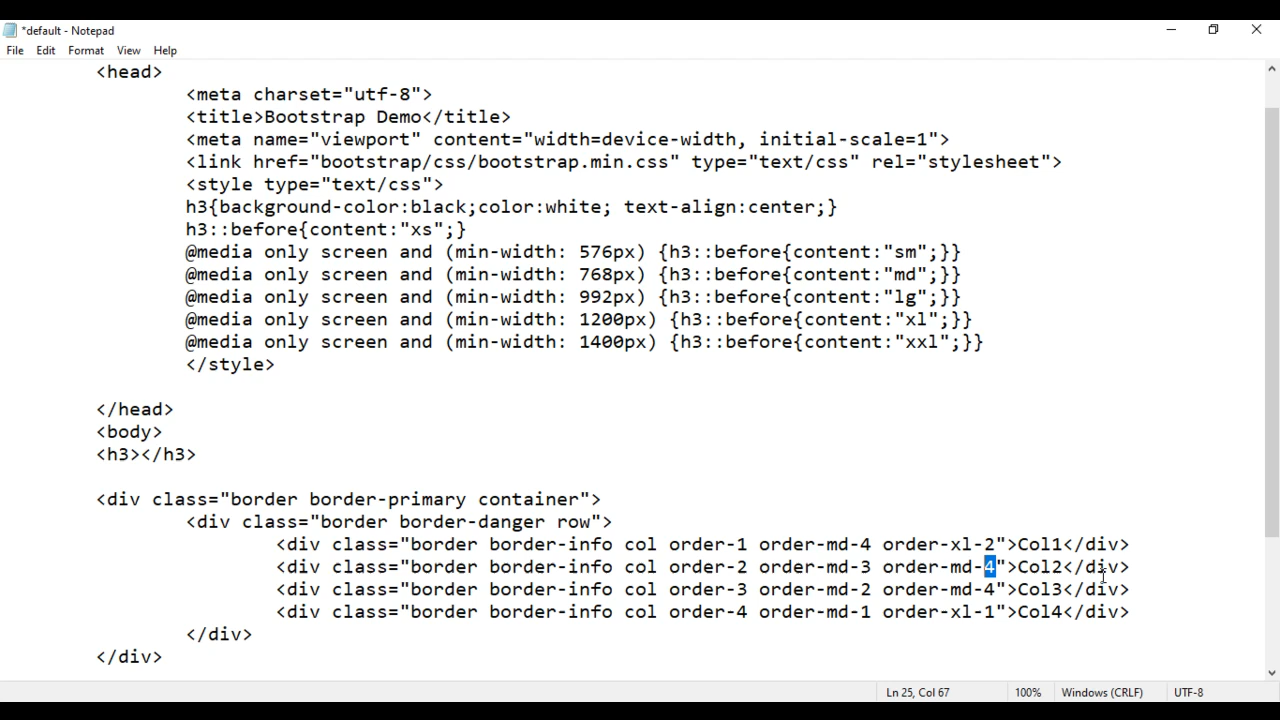 *default - Notepad
File Edit Format View Help
<head>
<meta charset="utf-8">
<title>Bootstrap Demo</title>
<meta name="viewport" content="width=device-width, initial-scale=1">
<link href="bootstrap/css/bootstrap.min.css" type="text/css" rel="stylesheet">
<style type="text/css">
h3{background-color:black;color:white; text-align:center;}
h3::before{content:"xs";}
@media only screen and (min-width: 576px) {h3::before{content:"sm";}}
@media only screen and (min-width: 768px) {h3::before{content:"md";}}
@media only screen and (min-width: 992px) {h3::before{content:"lg";}}
@media only screen and (min-width: 1200px) {h3::before{content:"xl";}}
@media only screen and (min-width: 1400px) {h3::before{content:"xxl";}}
</style>
</head>
<body>
<h3></h3>
<div class="border border-primary container">
<div class="border border-danger row">
<div class="border border-info col order-1 order-md-4 order-xl-2">Col1</div>
<div class="border border-info col order-2 order-md-3 order-md-4">Col2</div>
<div class="border border-info col order-3 order-md-2 order-md-4">Col3</div>
<div class="border border-info col order-4 order-md-1 order-xl-1">Col4</div>
</div>
</div>
Ln 25, Col 67 100% Windows (CRLF) UTF-8